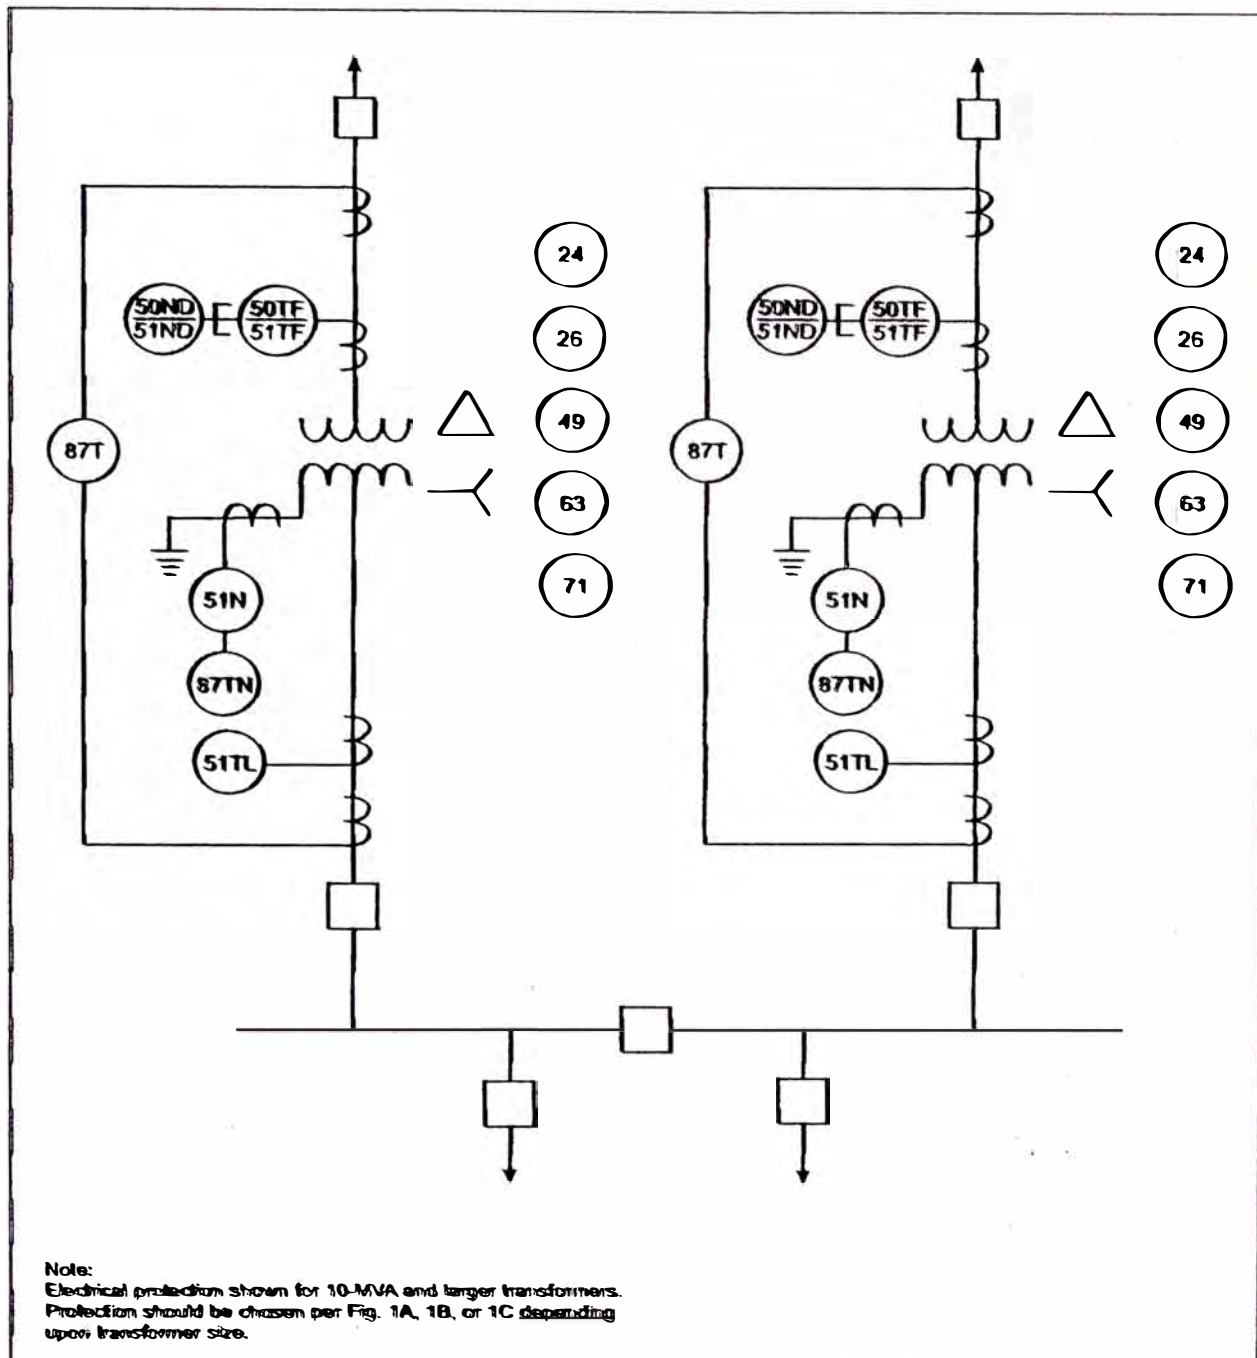 24
24
50ND
51ND
50TF
51TF
50ND
51ND
50TF
51TF
26
26
87T
49
87T
49
63
63
71
71
51N
51N
87TN
87TN
51TL
51TL
Note:
Electrical protection shown for 10-MVA and larger transformers.
Protection should be chosen per Fig. 1A, 1B, or 1C depending
upon transformer size.